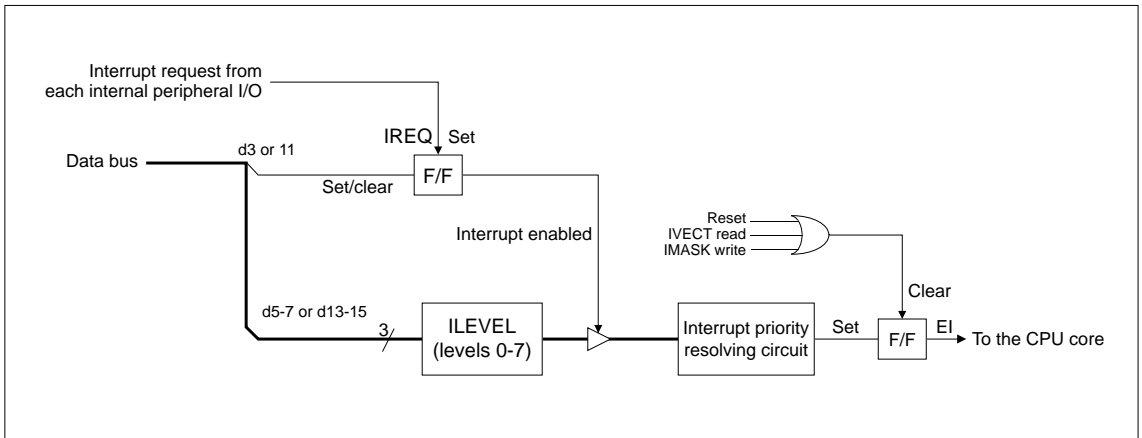 Interrupt request from
each internal peripheral I/O
IREQ Set
Data bus
d3 or 11
F/F
Set/clear
Interrupt enabled
Reset
IVECT read
IMASK write
Clear
d5-7 or d13-15
3
ILEVEL
(levels 0-7)
Interrupt priority
resolving circuit
Set
F/F
EI
To the CPU core